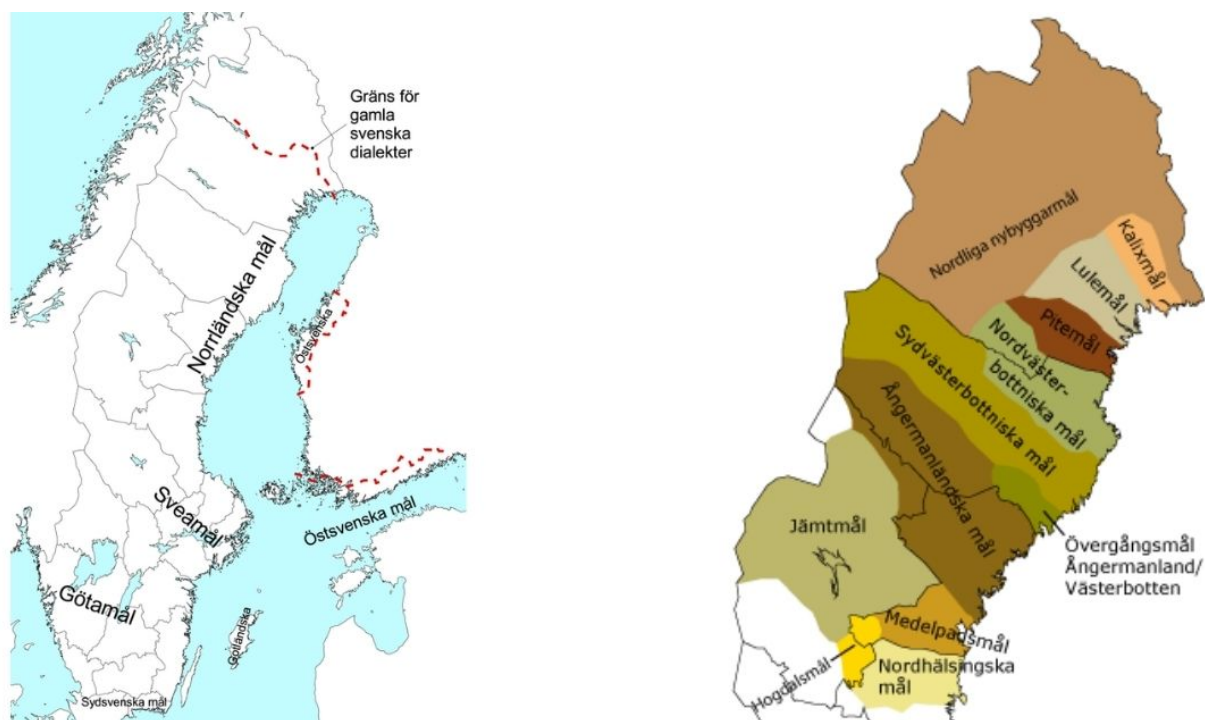 Gräns för
gamla
svenska
dialekter
Norrländska mål
Östsvenska
Sveamål
Östsvenska mål
Götamål
Gotländska
Sydsvenska mål
Nordliga nybyggarmål
Kalixmål
Lulemål
Pitemål
Nordväster-
bottniska mål
Sydvästerbottniska mål
Ångermanländska mål
Jämtmål
Övergångsmål
Ångermanland/
Västerbotten
Medelpadsmål
Hogdalsmål
Nordhälsingska
mål